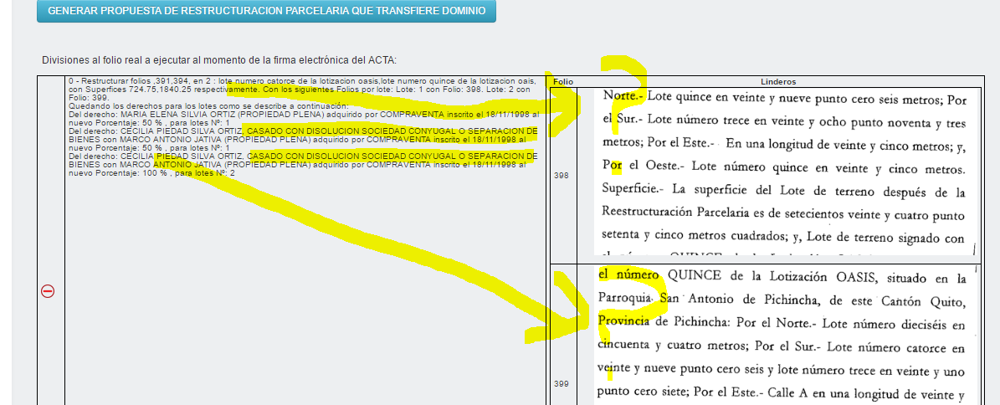 GENERAR PROPUESTA DE RESTRUCTURACION PARCELARIA QUE TRANSFIERE DOMINIO
Divisiones al folio real a ejecutar al momento de la firma electrónica del ACTA:
0 - Restructurar folios ,391,394, en 2 : lote numero catorce de la lotizacion oasis,lote numero quince de la lotizacion oais,
con Superfices 724.75,1840.25 respectivamente. Con los siguientes Folios por lote: Lote: 1 con Folio: 398. Lote: 2 con
Folio: 399.
Quedando los derechos para los lotes como se describe a continuación:
Del derecho: MARIA ELENA SILVIA ORTIZ (PROPIEDAD PLENA) adquirido por COMPRAVENTA inscrito el 18/11/1998 al
nuevo Porcentaje: 50 % , para lotes Nº: 1
Del derecho: CECILIA PIEDAD SILVA ORTIZ, CASADO CON DISOLUCION SOCIEDAD CONYUGAL O SEPARACION DE
BIENES con MARCO ANTONIO JATIVA (PROPIEDAD PLENA) adquirido por COMPRAVENTA inscrito el 18/11/1998 al
nuevo Porcentaje: 50 % , para lotes Nº: 1
Del derecho: CECILIA PIEDAD SILVA ORTIZ, CASADO CON DISOLUCION SOCIEDAD CONYUGAL O SEPARACION DE
BIENES con MARCO ANTONIO JATIVA (PROPIEDAD PLENA) adquirido por COMPRAVENTA inscrito el 18/11/1998 al
nuevo Porcentaje: 100 % , para lotes Nº: 2
Folio Linderos
398
Norte.- Lote quince en veinte y nueve punto cero seis metros; Por
el Sur.- Lote número trece en veinte y ocho punto noventa y tres
metros; Por el Este.- En una longitud de veinte y cinco metros; y,
Por el Oeste.- Lote número quince en veinte y cinco metros.
Superficie.- La superficie del Lote de terreno después de la
Reestructuración Parcelaria es de setecientos veinte y cuatro punto
setenta y cinco metros cuadrados; y, Lote de terreno signado con
399
el número QUINCE de la Lotización OASIS, situado en la
Parroquia San Antonio de Pichincha, de este Cantón Quito,
Provincia de Pichincha: Por el Norte.- Lote número dieciséis en
cincuenta y cuatro metros; Por el Sur.- Lote número catorce en
veinte y nueve punto cero seis y lote número trece en veinte y uno
punto cero siete; Por el Este.- Calle A en una longitud de veinte y